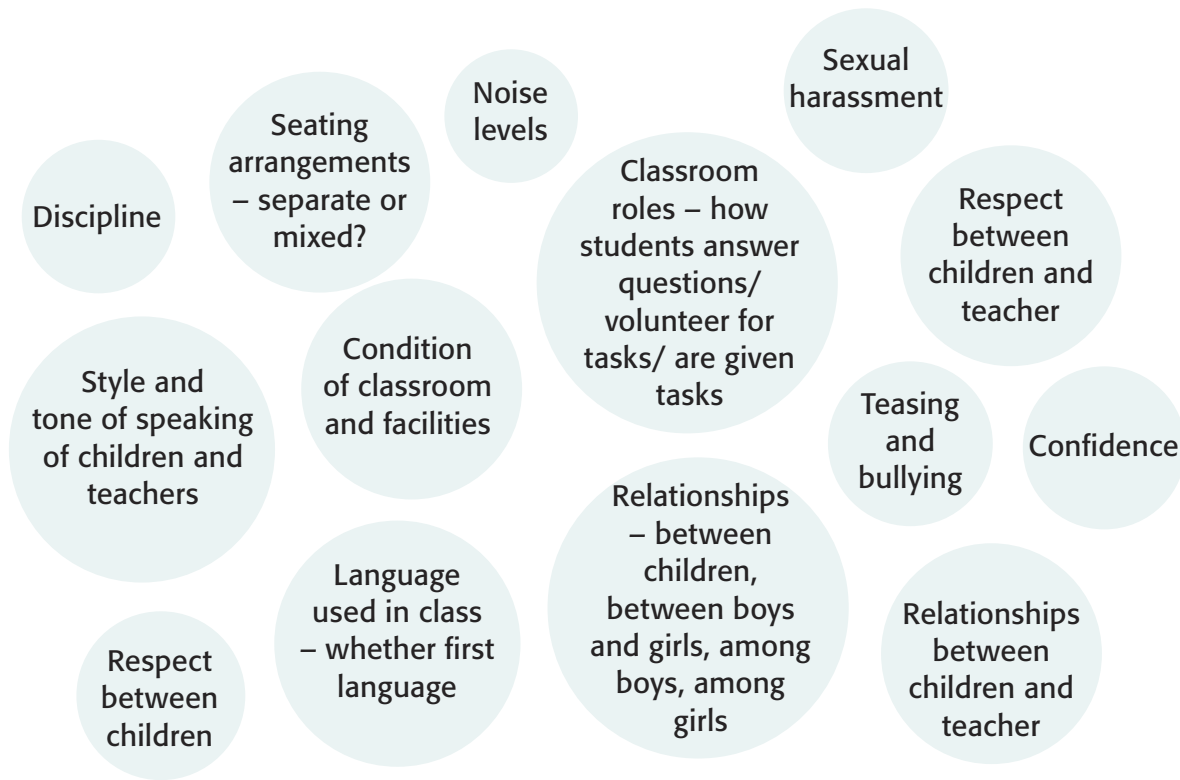 Discipline
Seating
arrangements
– separate or
mixed?
Noise
levels
Sexual
harassment
Classroom
roles – how
students answer
questions/
volunteer for
tasks/ are given
tasks
Respect
between
children and
teacher
Style and
tone of speaking
of children and
teachers
Condition
of classroom
and facilities
Teasing
and
bullying
Confidence
Respect
between
children
Language
used in class
– whether first
language
Relationships
– between
children,
between boys
and girls, among
boys, among
girls
Relationships
between
children and
teacher